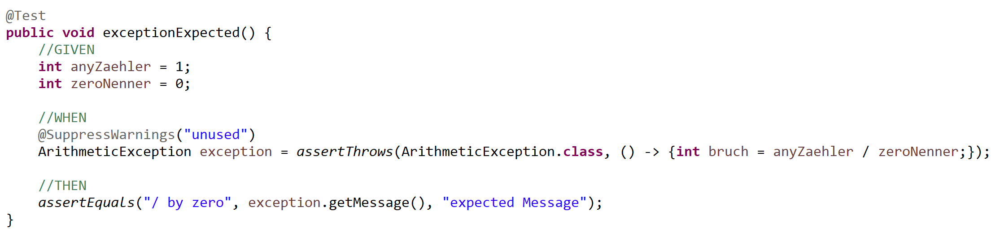 @Test
public void exceptionExpected() {
    //GIVEN
    int anyZaehler = 1;
    int zeroNenner = 0;

    //WHEN
    @SuppressWarnings("unused")
    ArithmeticException exception = assertThrows(ArithmeticException.class, () -> {int bruch = anyZaehler / zeroNenner;});

    //THEN
    assertEquals("/ by zero", exception.getMessage(), "expected Message");
}